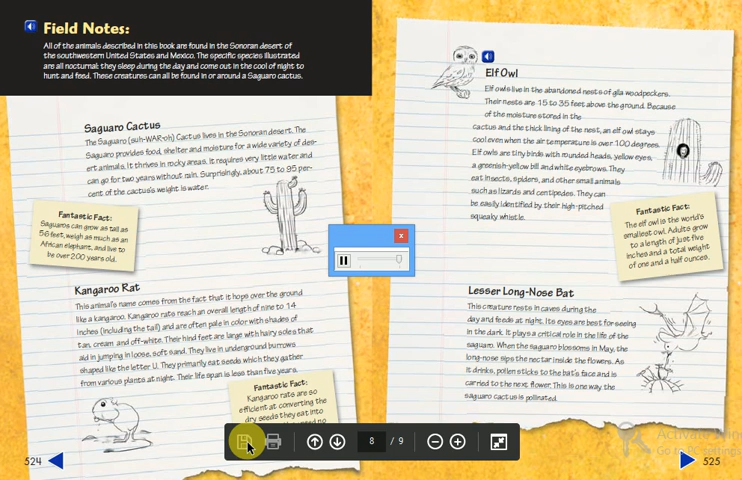 Field Notes:
All of the animals described in this book are found in the Sonoran desert of
the southwestern United States and Mexico. The specific species illustrated
are all nocturnal: they sleep during the day and come out in the cool of night to
hunt and feed. These creatures can all be found in or around a Saguaro cactus.
Saguaro Cactus
The Saguaro (suh-WAR-oh) Cactus lives in the Sonoran desert. The
Saguaro provides food, shelter and moisture for a wide variety of des-
ert animals. It thrives in rocky areas. It requires very little water and
can go for two years without rain. Surprisingly, about 75 to 95 per-
cent of the cactus's weight is water.
Fantastic Fact:
Saguaros can grow as tall as
56 feet, weigh as much as an
African elephant, and live to
be over 200 years old.
Kangaroo Rat
This animal's name comes from the fact that it hops over the ground
like a kangaroo. Kangaroo rats reach an overall length of nine to 14
inches (including the tail) and are often pale in color with shades of
tan, cream and off-white. Their hind feet are large with hairy soles that
aid in jumping in loose, soft sand. They live in underground burrows
shaped like the letter U. They primarily eat seeds which they gather
from various plants at night. Their life span is less than five years.
Fantastic Fact:
Kangaroo rats are so
efficient at converting the
dry seeds they eat into
524
Elf Owl
Elf owls live in the abandoned nests of gila woodpeckers.
Their nests are 15 to 35 feet above the ground. Because
of the moisture stored in the
cactus and the thick lining of the nest, an elf owl stays
cool even when the air temperature is over 100 degrees.
Elf owls are tiny birds with rounded heads, yellow eyes,
a greenish-yellow bill and white eyebrows. They
eat insects, spiders, and other small animals
such as lizards and centipedes. They can
be easily identified by their high-pitched
squeaky whistle.
Fantastic Fact:
The elf owl is the world's
smallest owl. Adults grow
to a length of just five
inches and a total weight
of one and a half ounces.
Lesser Long-Nose Bat
This creature rests in caves during the
day and feeds at night. Its eyes are best for seeing
in the dark. It plays a critical role in the life of the
saguaro. When the saguaro blossoms in May, the
long-nose sips the nectar inside the flowers. As
it drinks, pollen sticks to the bat's face and is
carried to the next flower. This is one way the
saguaro cactus is pollinated.
8 / 9
Go to PC settings
525